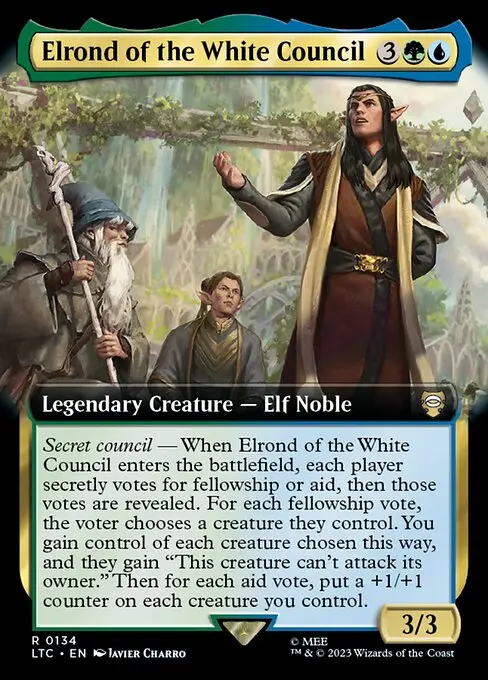 Elrond of the White Council 3
Legendary Creature — Elf Noble
Secret council — When Elrond of the White
Council enters the battlefield, each player
secretly votes for fellowship or aid, then those
votes are revealed. For each fellowship vote,
the voter chooses a creature they control. You
gain control of each creature chosen this way,
and they gain “This creature can’t attack its
owner.” Then for each aid vote, put a +1/+1
counter on each creature you control.
3/3
R 0134
LTC • EN Javier Charro
© MEE
™ & © 2023 Wizards of the Coast